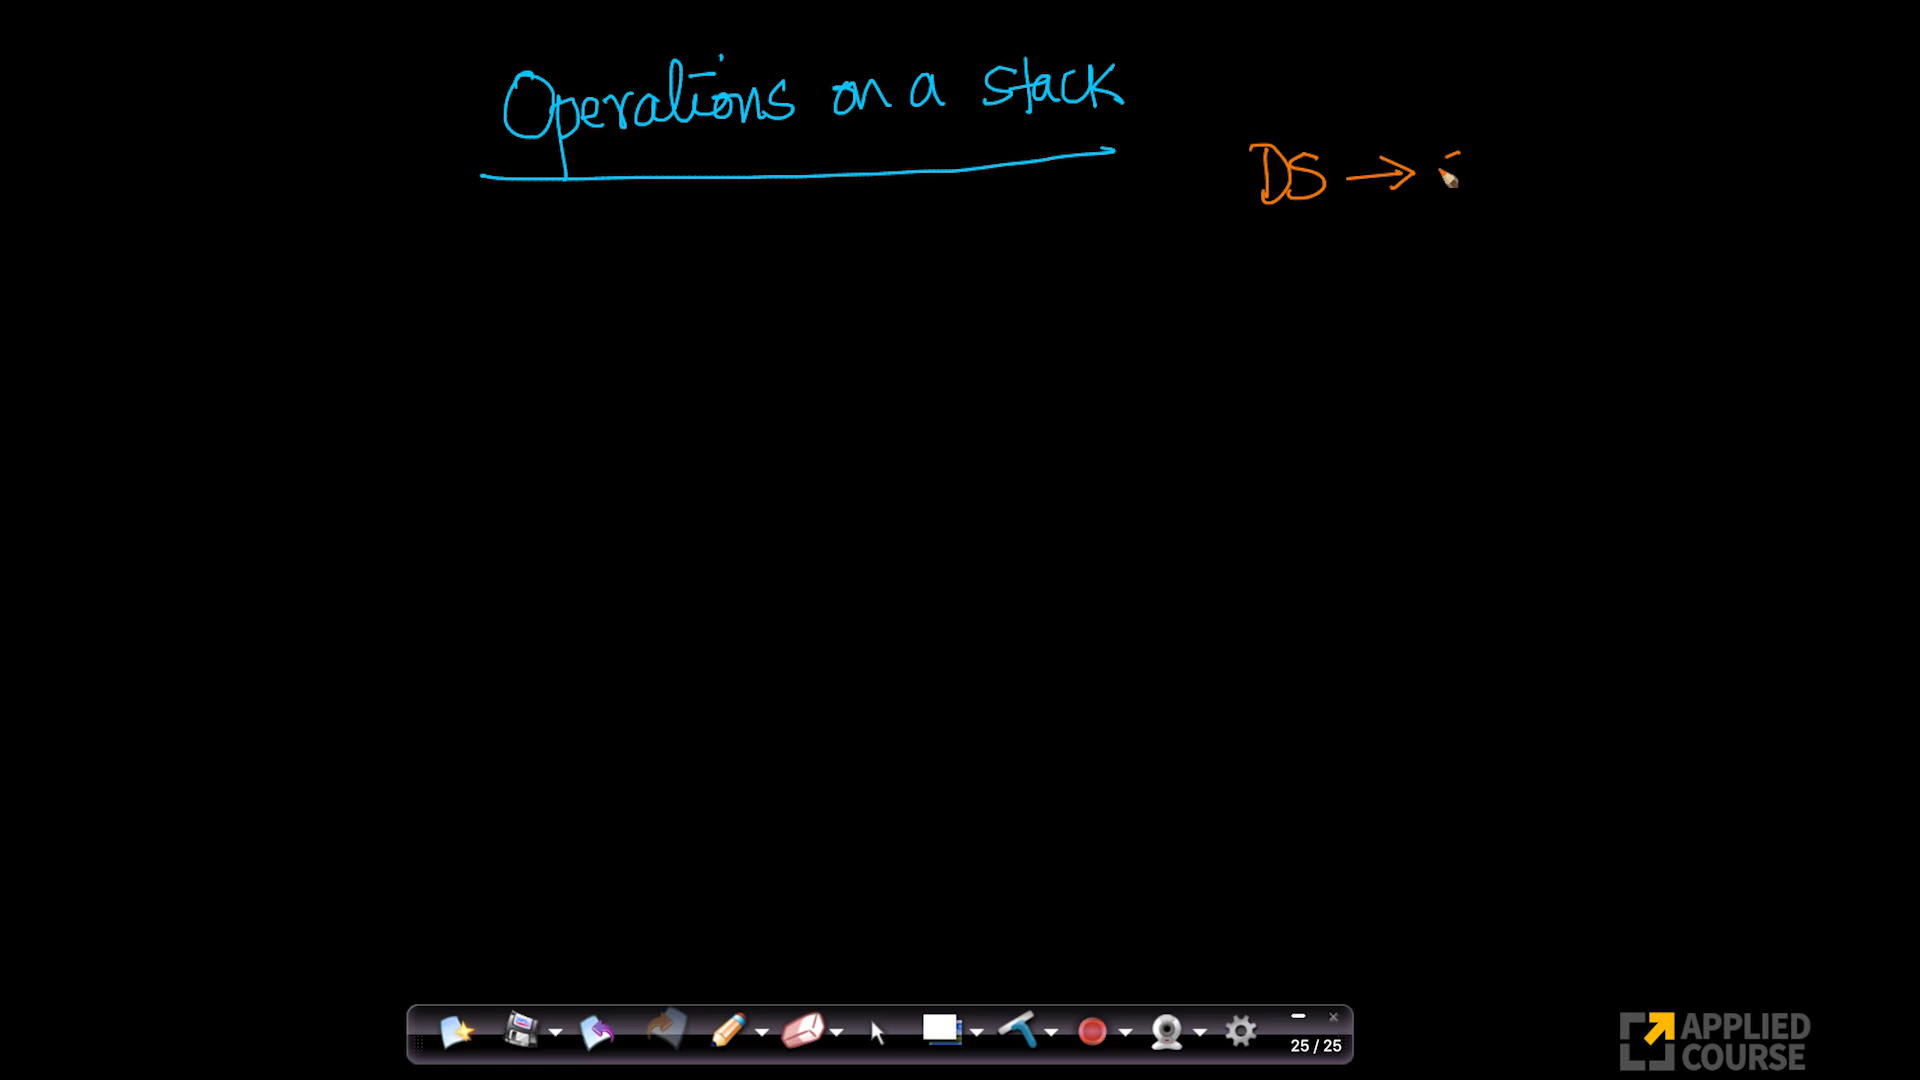 Operations on a stack
DS →
25 / 25
APPLIED
COURSE